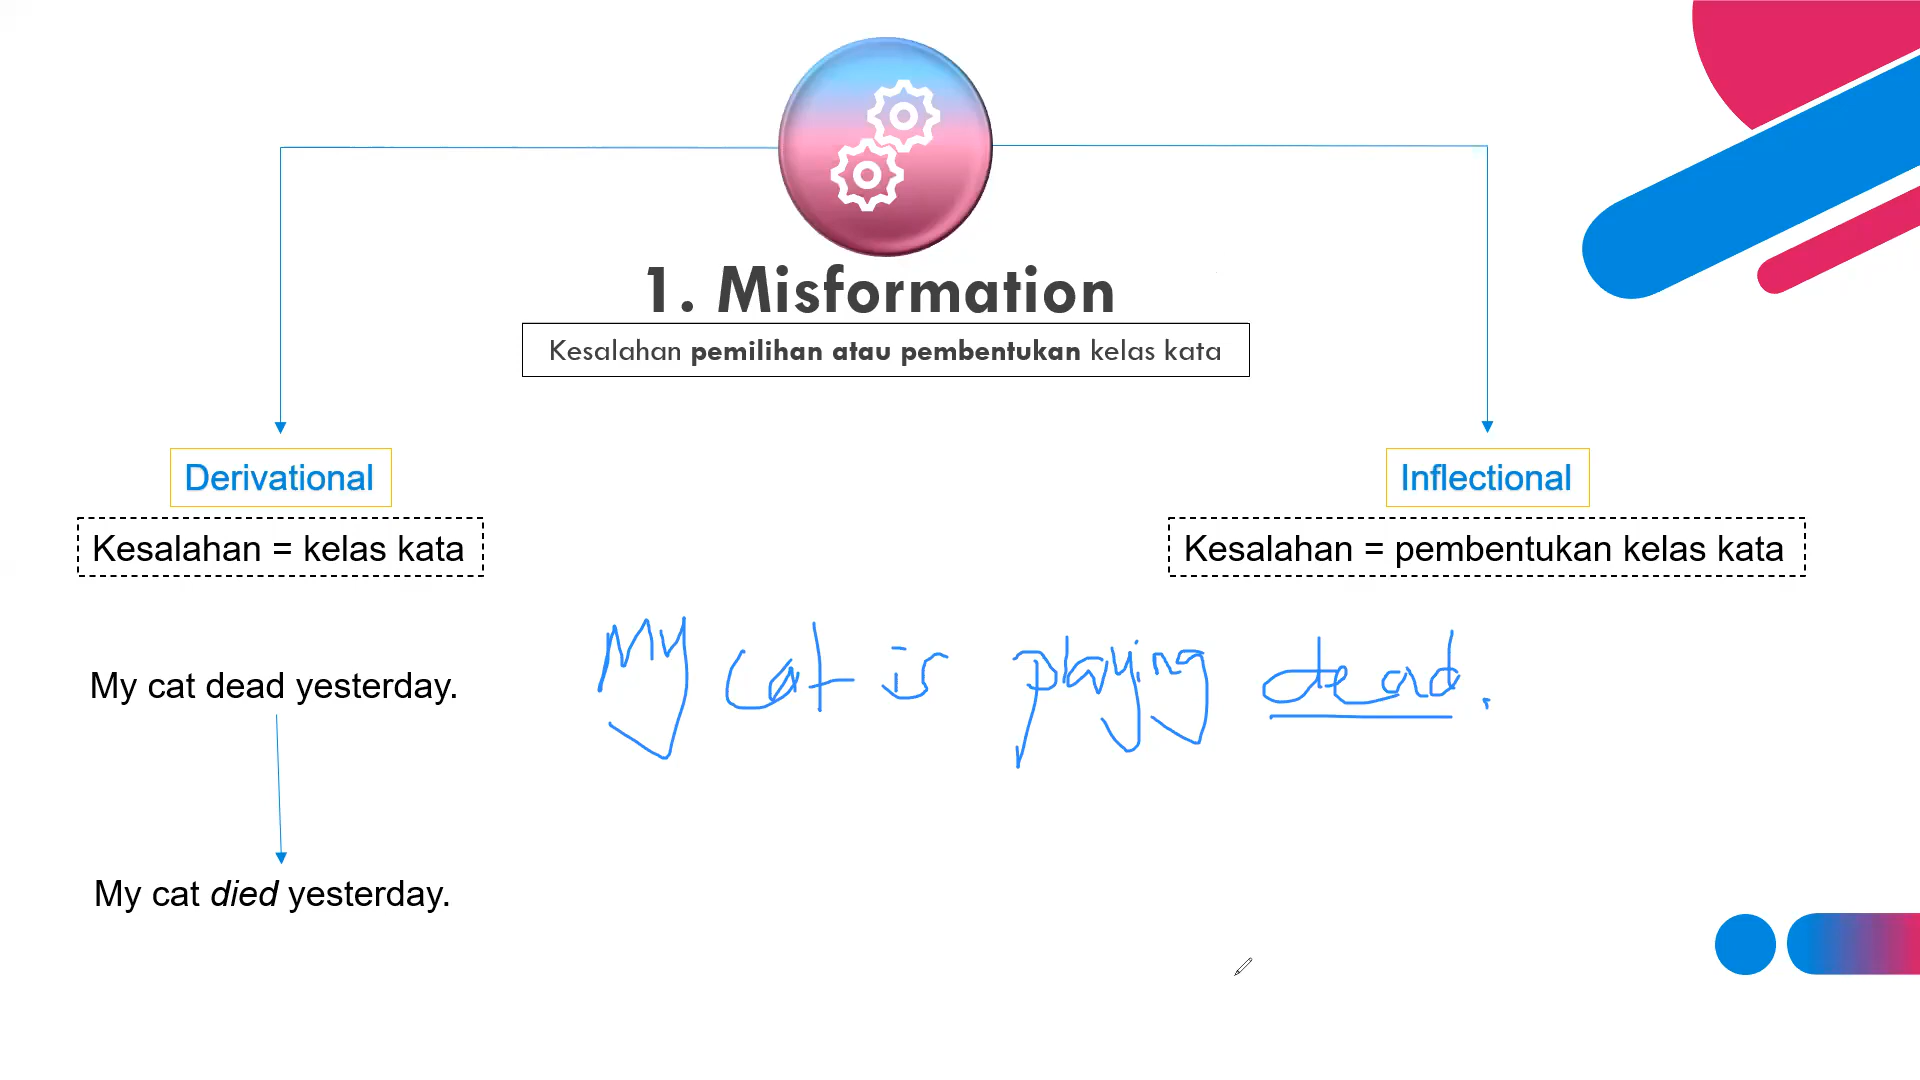 1. Misformation
Kesalahan pemilihan atau pembentukan kelas kata
Derivational
Kesalahan = kelas kata
Inflectional
Kesalahan = pembentukan kelas kata
My cat dead yesterday.
My cat is playing dead.
My cat died yesterday.